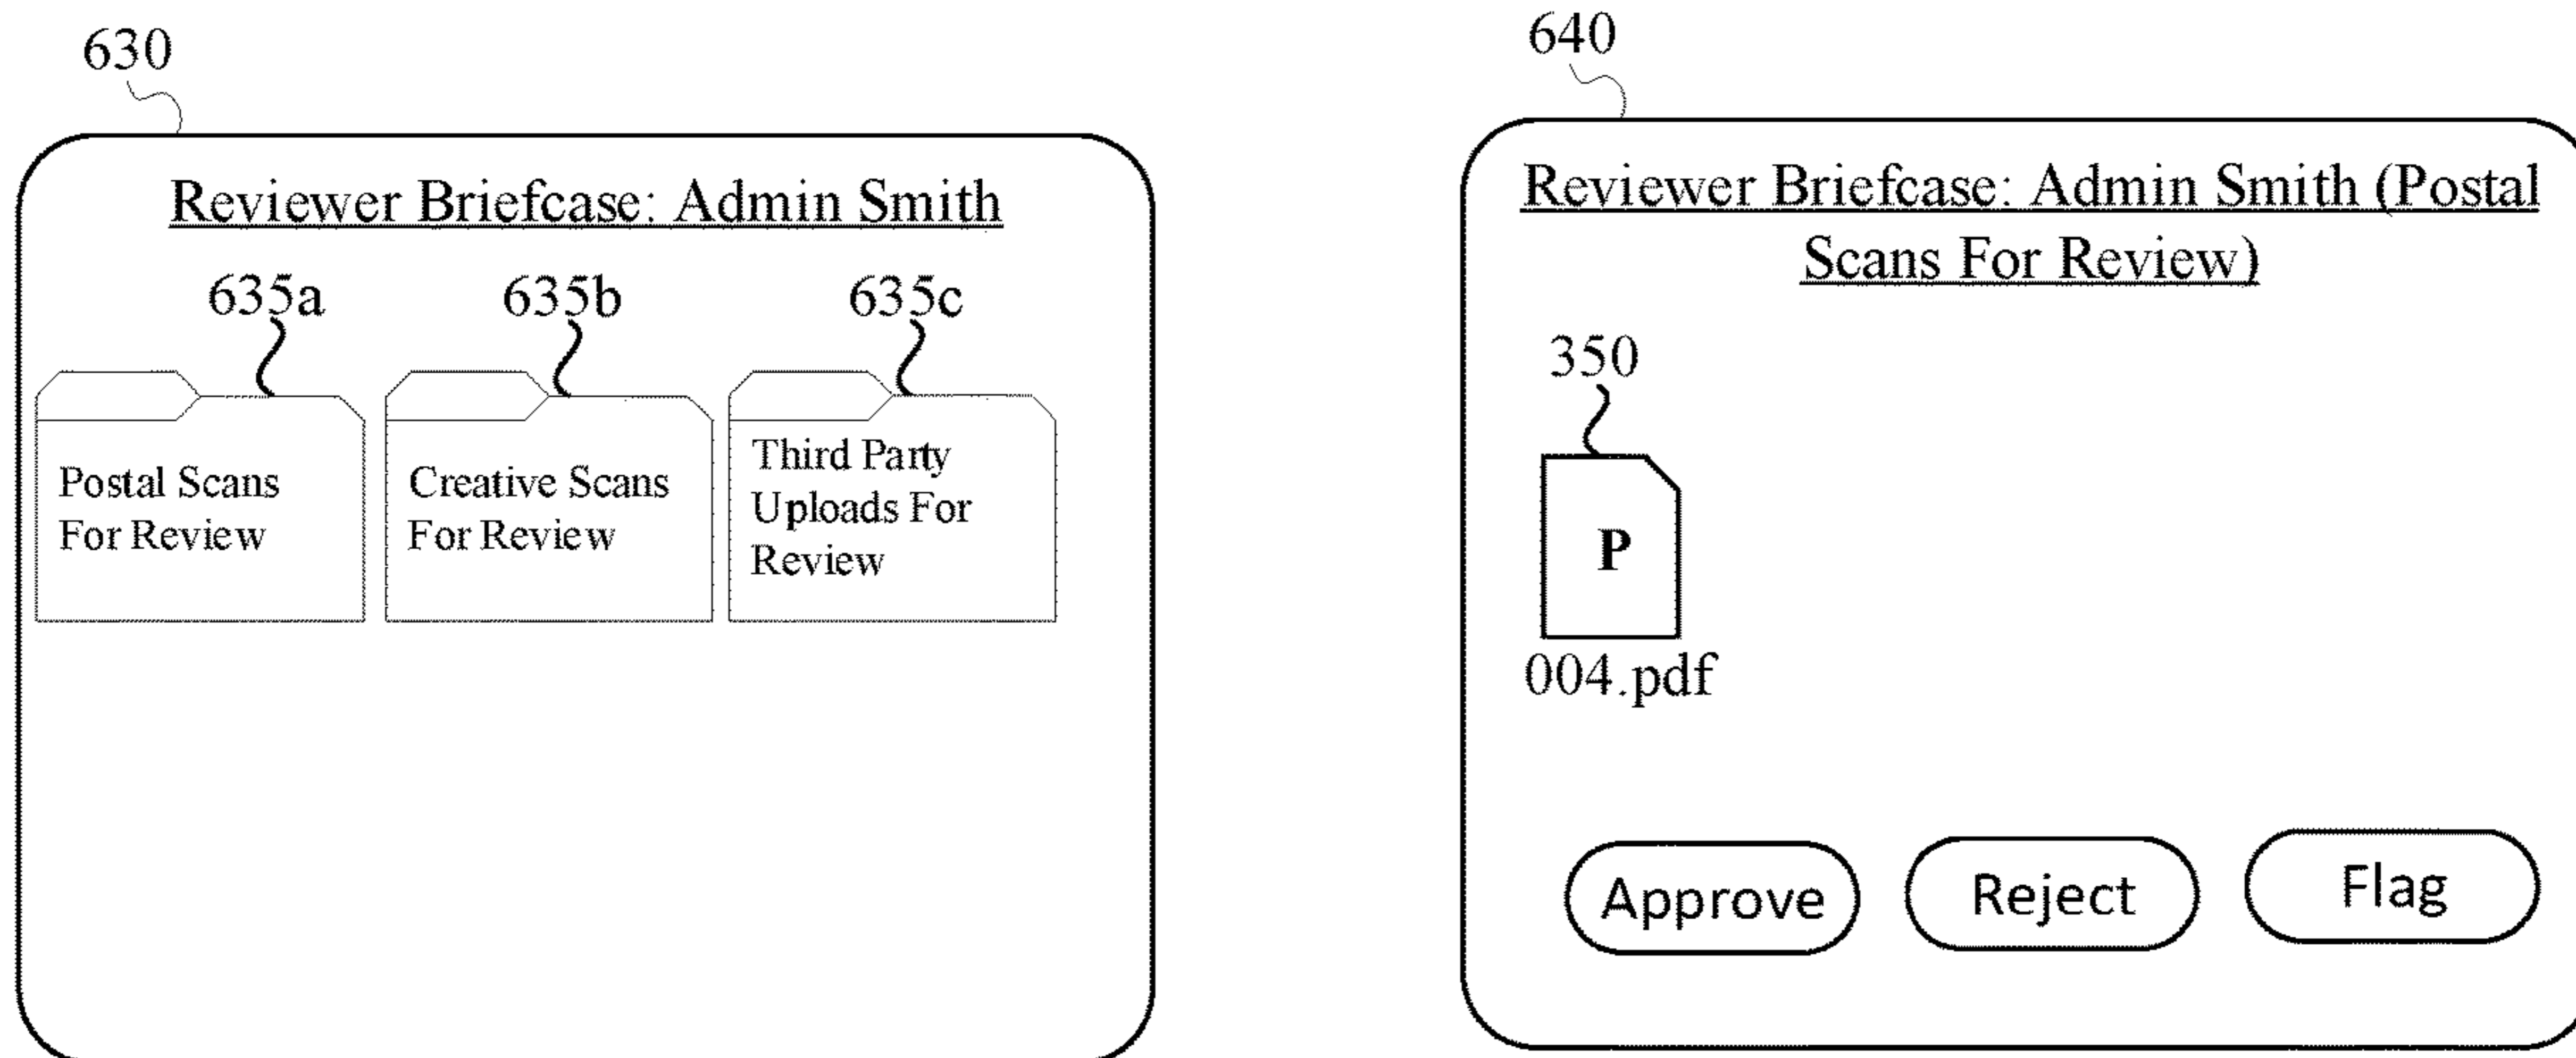 630
Reviewer Briefcase: Admin Smith
635a
635b
635c
Postal Scans
For Review
Creative Scans
For Review
Third Party
Uploads For
Review
640
Reviewer Briefcase: Admin Smith (Postal
Scans For Review)
350
P
004.pdf
Approve
Reject
Flag